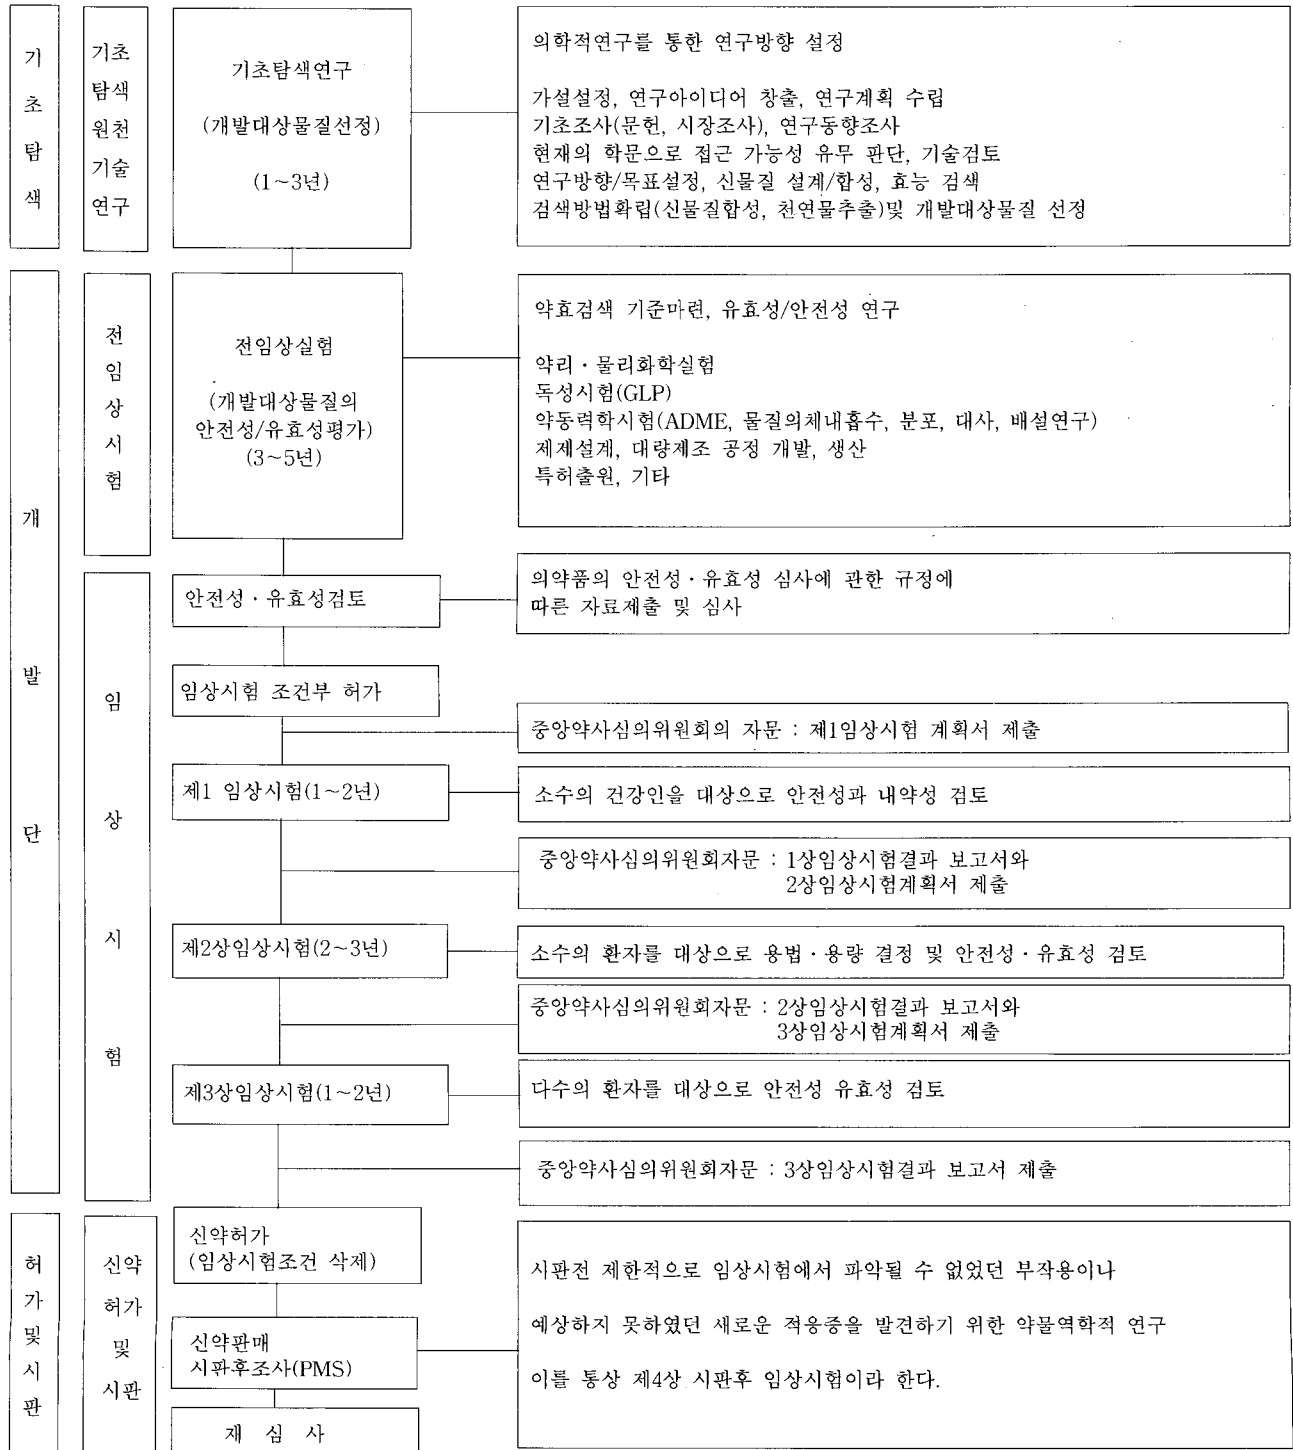 기
초
탐
색
기초
탐색
원천
기술
연구
기초탐색연구
(개발대상물질선정)
(1~3년)
의학적연구를 통한 연구방향 설정
가설설정, 연구아이디어 창출, 연구계획 수립
기초조사(문헌, 시장조사), 연구동향조사
현재의 학문으로 접근 가능성 유무 판단, 기술검토
연구방향/목표설정, 신물질 설계/합성, 효능 검색
검색방법확립(신물질합성, 천연물추출)및 개발대상물질 선정
개
발
단
전
임
상
시
험
전임상실험
(개발대상물질의
안전성/유효성평가)
(3~5년)
약효검색 기준마련, 유효성/안전성 연구
약리·물리화학실험
독성시험(GLP)
약동력학시험(ADME, 물질의체내흡수, 분포, 대사, 배설연구)
제제설계, 대량제조 공정 개발, 생산
특허출원, 기타
임
상
시
험
안전성·유효성검토
의약품의 안전성·유효성 심사에 관한 규정에
따른 자료제출 및 심사
임상시험 조건부 허가
중앙약사심의위원회의 자문 : 제1임상시험 계획서 제출
제1 임상시험(1~2년)
소수의 건강인을 대상으로 안전성과 내약성 검토
중앙약사심의위원회자문 : 1상임상시험결과 보고서와
2상임상시험계획서 제출
제2상임상시험(2~3년)
소수의 환자를 대상으로 용법·용량 결정 및 안전성·유효성 검토
중앙약사심의위원회자문 : 2상임상시험결과 보고서와
3상임상시험계획서 제출
제3상임상시험(1~2년)
다수의 환자를 대상으로 안전성 유효성 검토
중앙약사심의위원회자문 : 3상임상시험결과 보고서 제출
허
가
및
시
판
신약
허가
및
시판
신약허가
(임상시험조건 삭제)
신약판매
시판후조사(PMS)
재 심 사
시판전 제한적으로 임상시험에서 파악될 수 없었던 부작용이나
예상하지 못하였던 새로운 적응중을 발견하기 위한 약물역학적 연구
이를 통상 제4상 시판후 임상시험이라 한다.